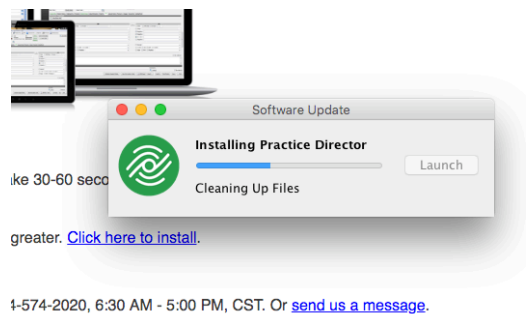 Software Update
Installing Practice Director
Launch
Cleaning Up Files
ke 30-60 seco
greater. Click here to install.
4-574-2020, 6:30 AM - 5:00 PM, CST. Or send us a message.